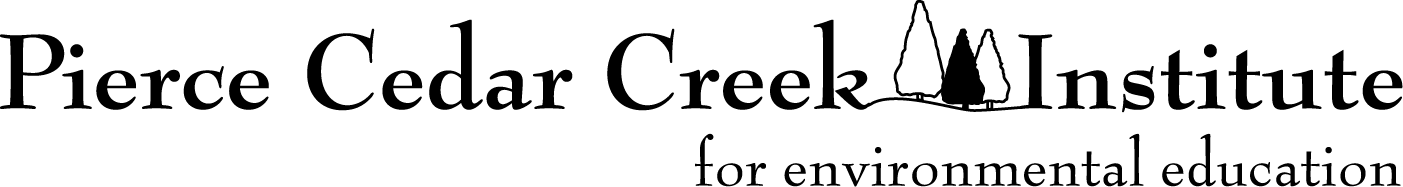 Pierce Cedar Creek Institute
for environmental education